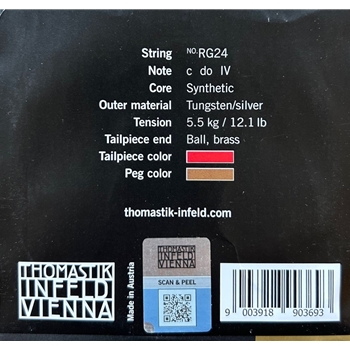 String NO. RG24
Note c do IV
Core Synthetic
Outer material Tungsten/silver
Tension 5.5 kg / 12.1 lb
Tailpiece end Ball, brass
Tailpiece color
Peg color
thomastik-infeld.com
THOMASTIK
INFELD
VIENNA
Made in Austria
THOMASTIK
INFELD
VIENNA
SCAN & PEEL
9 003918 903693